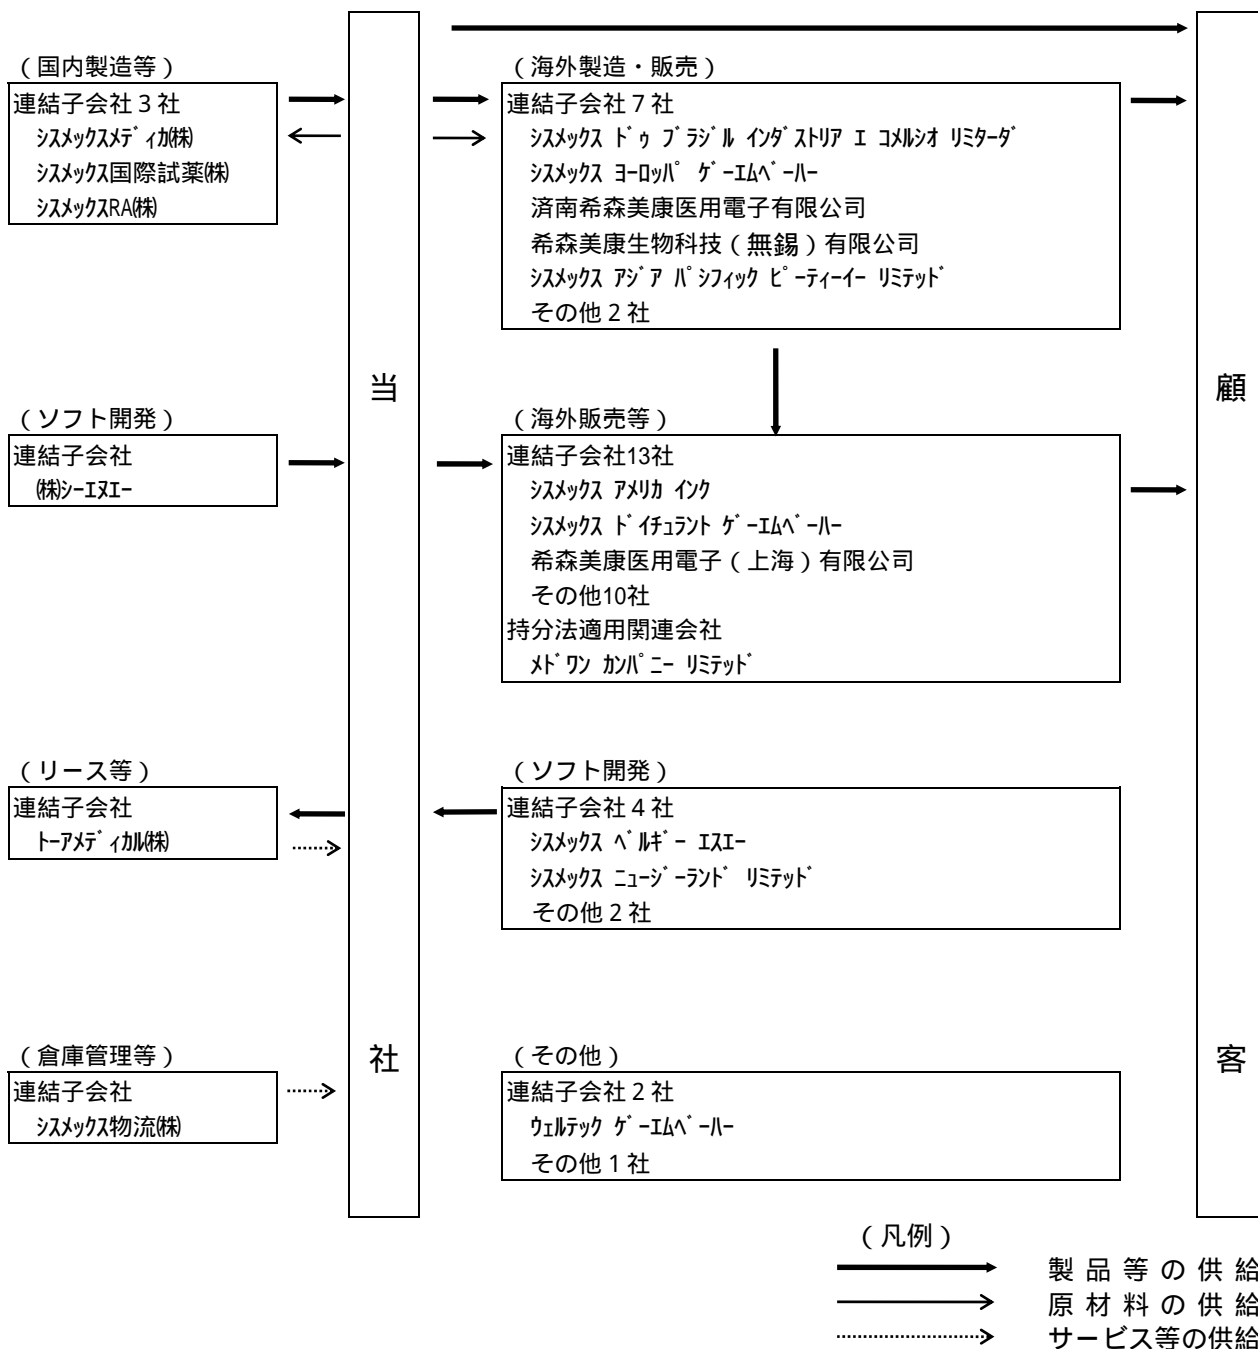 （国内製造等）
連結子会社３社
ｼｽﾒｯｸｽﾒﾃﾞｨｶ㈱
ｼｽﾒｯｸｽ国際試薬㈱
ｼｽﾒｯｸｽRA㈱
（ソフト開発）
連結子会社
㈱ｼｰｴﾇｴｰ
（リース等）
連結子会社
ﾄｰｱﾒﾃﾞｨｶﾙ㈱
（倉庫管理等）
連結子会社
ｼｽﾒｯｸｽ物流㈱
当
社
（海外製造・販売）
連結子会社７社
ｼｽﾒｯｸｽ ﾄﾞｩ ﾌﾞﾗｼﾞﾙ ｲﾝﾀﾞｽﾄﾘｱ ｴ ｺﾒﾙｼｵ ﾘﾐﾀｰﾀﾞ
ｼｽﾒｯｸｽ ﾖｰﾛｯﾊﾟ ｹﾞｰｴﾑﾍﾞｰﾊｰ
済南希森美康医用電子有限公司
希森美康生物科技（無錫）有限公司
ｼｽﾒｯｸｽ ｱｼﾞｱ ﾊﾟｼﾌｨｯｸ ﾋﾟｰﾃｨｰｲｰ ﾘﾐﾃｯﾄﾞ
その他２社
（海外販売等）
連結子会社13社
ｼｽﾒｯｸｽ ｱﾒﾘｶ ｲﾝｸ
ｼｽﾒｯｸｽ ﾄﾞｲﾁｭﾗﾝﾄ ｹﾞｰｴﾑﾍﾞｰﾊｰ
希森美康医用電子（上海）有限公司
その他10社
持分法適用関連会社
ﾒﾄﾞﾜﾝ ｶﾝﾊﾟﾆｰ ﾘﾐﾃｯﾄﾞ
（ソフト開発）
連結子会社４社
ｼｽﾒｯｸｽ ﾍﾞﾙｷﾞｰ ｴｽｴｰ
ｼｽﾒｯｸｽ ﾆｭｰｼﾞｰﾗﾝﾄﾞ ﾘﾐﾃｯﾄﾞ
その他２社
（その他）
連結子会社２社
ｳｪﾙﾃｯｸ ｹﾞｰｴﾑﾍﾞｰﾊｰ
その他１社
顧
客
（凡例）
製品等の供給
原材料の供給
サービス等の供給